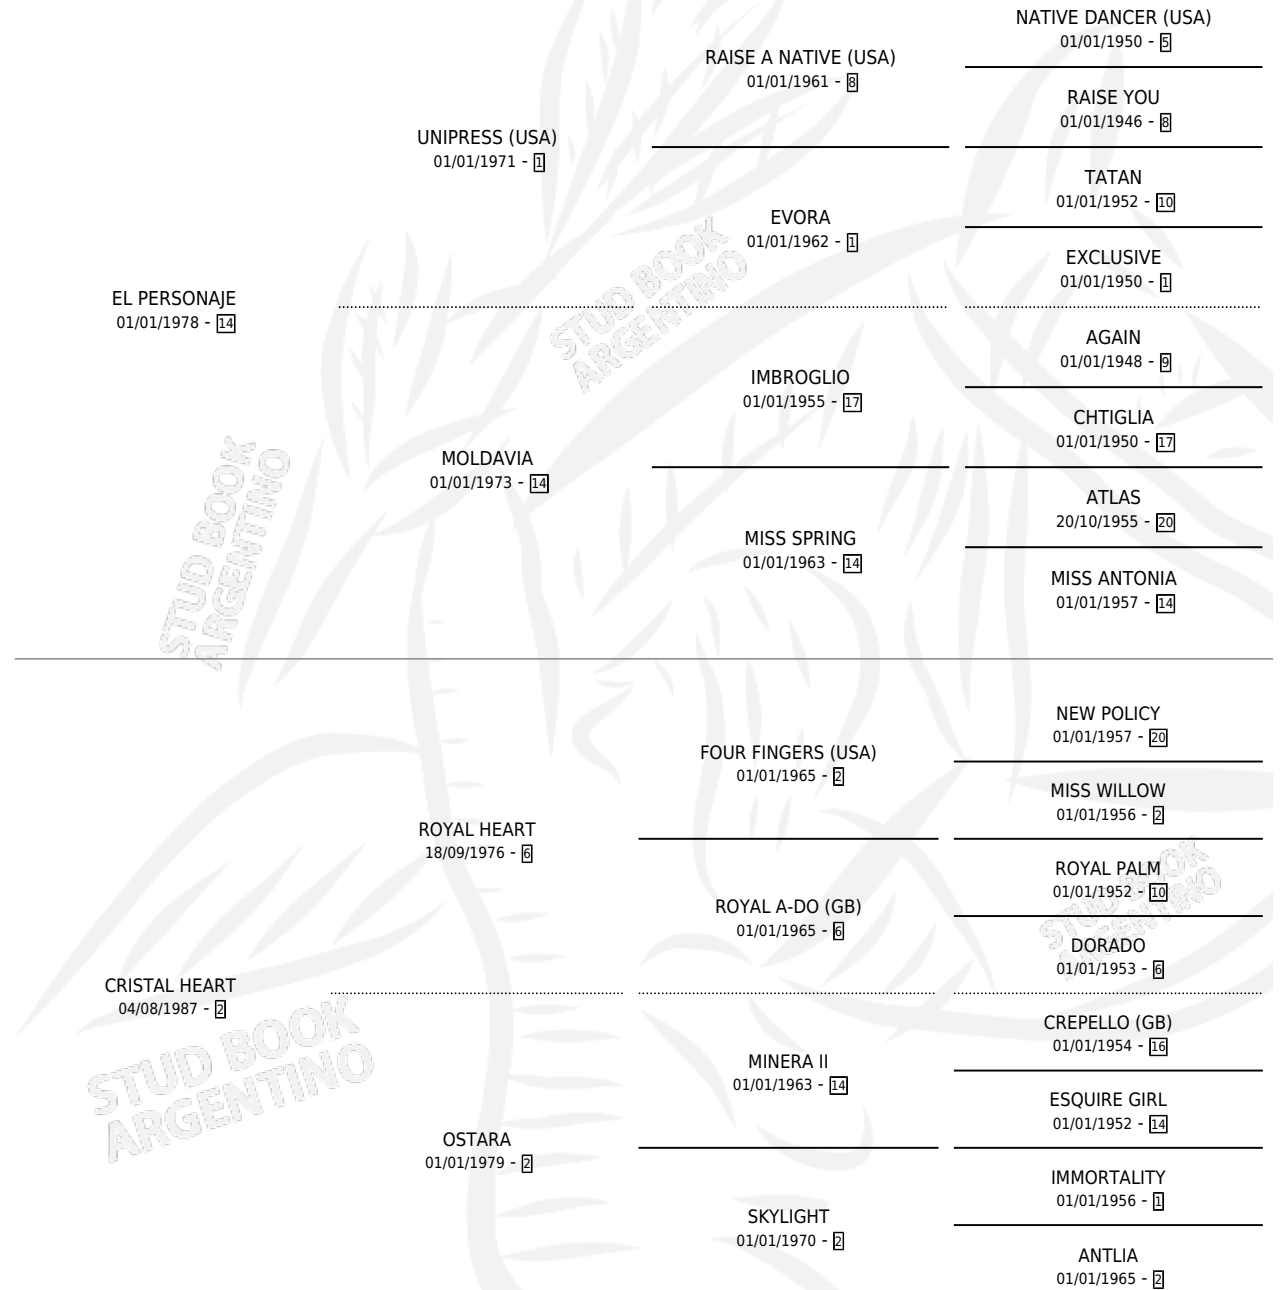 NATIVE DANCER (USA)
01/01/1950 - 5
RAISE A NATIVE (USA)
01/01/1961 - 8
RAISE YOU
01/01/1946 - 8
UNIPRESS (USA)
01/01/1971 - 1
TATAN
01/01/1952 - 10
EVORA
01/01/1962 - 1
EXCLUSIVE
01/01/1950 - 1
STUD BOOK
ARGENTINO
EL PERSONAJE
01/01/1978 - 14
AGAIN
01/01/1948 - 9
IMBROGLIO
01/01/1955 - 17
CHTIGLIA
01/01/1950 - 17
MOLDAVIA
01/01/1973 - 14
ATLAS
20/10/1955 - 20
MISS SPRING
01/01/1963 - 14
MISS ANTONIA
01/01/1957 - 14
STUD BOOK
ARGENTINO
NEW POLICY
01/01/1957 - 20
FOUR FINGERS (USA)
01/01/1965 - 2
MISS WILLOW
01/01/1956 - 2
ROYAL HEART
18/09/1976 - 6
ROYAL PALM
01/01/1952 - 10
ROYAL A-DO (GB)
01/01/1965 - 6
DORADO
01/01/1953 - 6
STUD BOOK
ARGENTINO
CRISTAL HEART
04/08/1987 - 2
CREPELLO (GB)
01/01/1954 - 16
MINERA II
01/01/1963 - 14
ESQUIRE GIRL
01/01/1952 - 14
STUD BOOK
ARGENTINO
OSTARA
01/01/1979 - 2
IMMORTALITY
01/01/1956 - 1
SKYLIGHT
01/01/1970 - 2
ANTLIA
01/01/1965 - 2